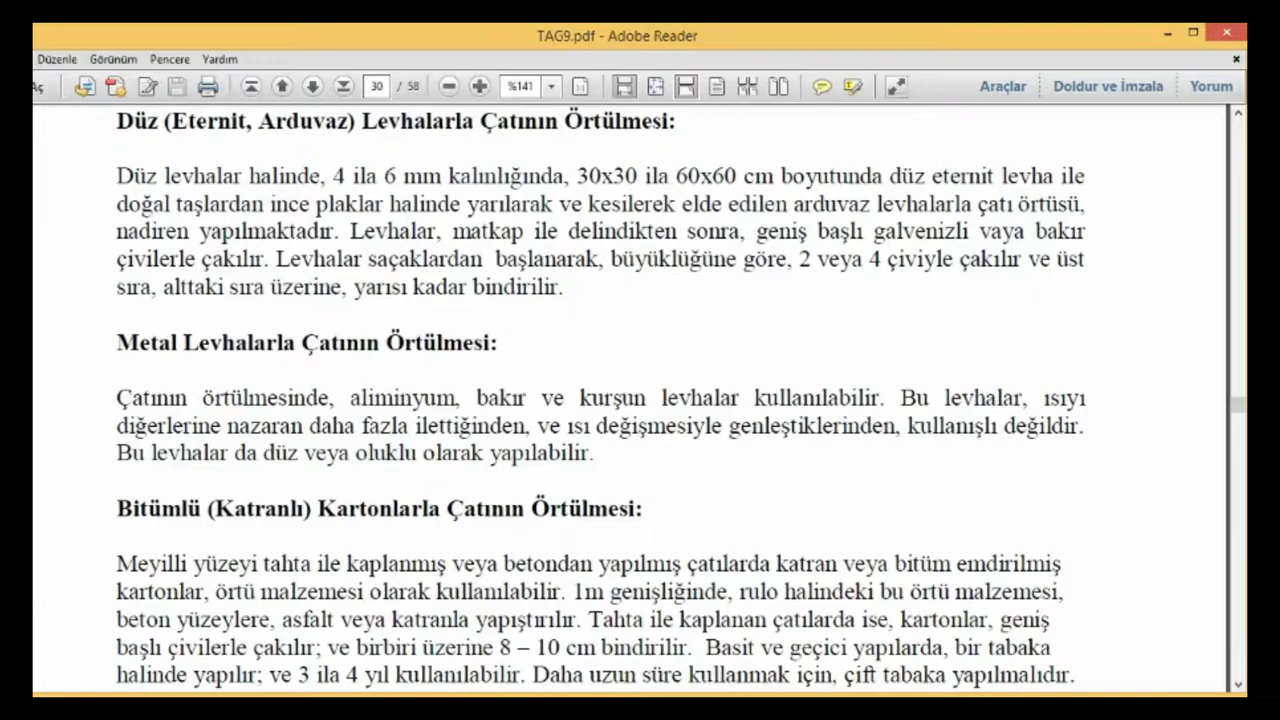 TAG9.pdf - Adobe Reader
Düzenle Görünüm Pencere Yardım
Aç 30 / 58 %141 Araçlar Doldur ve İmzala Yorum
Düz (Eternit, Arduvaz) Levhalarla Çatının Örtülmesi:
Düz levhalar halinde, 4 ila 6 mm kalınlığında, 30x30 ila 60x60 cm boyutunda düz eternit levha ile
doğal taşlardan ince plaklar halinde yarılarak ve kesilerek elde edilen arduvaz levhalarla çatı örtüsü,
nadiren yapılmaktadır. Levhalar, matkap ile delindikten sonra, geniş başlı galvenizli vaya bakır
çivilerle çakılır. Levhalar saçaklardan başlanarak, büyüklüğüne göre, 2 veya 4 çiviyle çakılır ve üst
sıra, alttaki sıra üzerine, yarısı kadar bindirilir.
Metal Levhalarla Çatının Örtülmesi:
Çatının örtülmesinde, aliminyum, bakır ve kurşun levhalar kullanılabilir. Bu levhalar, ısıyı
diğerlerine nazaran daha fazla ilettiğinden, ve ısı değişmesiyle genleştiklerinden, kullanışlı değildir.
Bu levhalar da düz veya oluklu olarak yapılabilir.
Bitümlü (Katranlı) Kartonlarla Çatının Örtülmesi:
Meyilli yüzeyi tahta ile kaplanmış veya betondan yapılmış çatılarda katran veya bitüm emdirilmiş
kartonlar, örtü malzemesi olarak kullanılabilir. 1m genişliğinde, rulo halindeki bu örtü malzemesi,
beton yüzeylere, asfalt veya katranla yapıştırılır. Tahta ile kaplanan çatılarda ise, kartonlar, geniş
başlı çivilerle çakılır; ve birbiri üzerine 8 – 10 cm bindirilir. Basit ve geçici yapılarda, bir tabaka
halinde yapılır; ve 3 ila 4 yıl kullanılabilir. Daha uzun süre kullanmak için, çift tabaka yapılmalıdır.